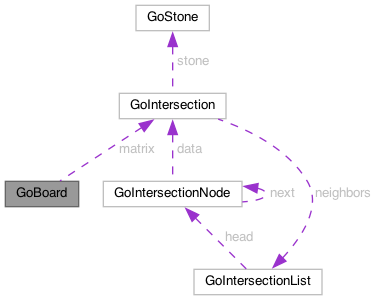 GoStone
stone
GoIntersection
matrix
data
GoBoard
GoIntersectionNode
next
neighbors
head
GoIntersectionList